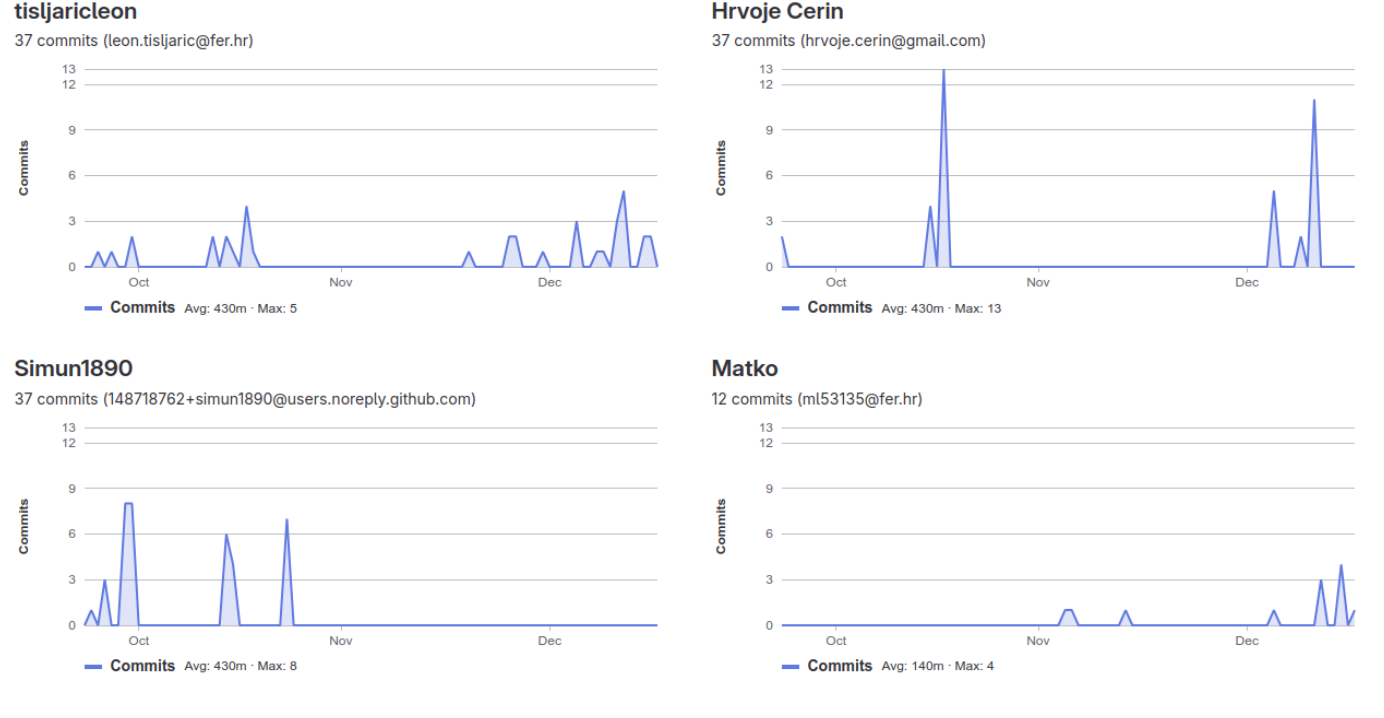 tisljaricleon
37 commits (leon.tisljaric@fer.hr)
13
12
9
6
3
0
Commits
Oct
Nov
Dec
Commits Avg: 430m · Max: 5
Hrvoje Cerin
37 commits (hrvoje.cerin@gmail.com)
13
12
9
6
3
0
Commits
Oct
Nov
Dec
Commits Avg: 430m · Max: 13
Simun1890
37 commits (148718762+simun1890@users.noreply.github.com)
13
12
9
6
3
0
Commits
Oct
Nov
Dec
Commits Avg: 430m · Max: 8
Matko
12 commits (ml53135@fer.hr)
13
12
9
6
3
0
Commits
Oct
Nov
Dec
Commits Avg: 140m · Max: 4